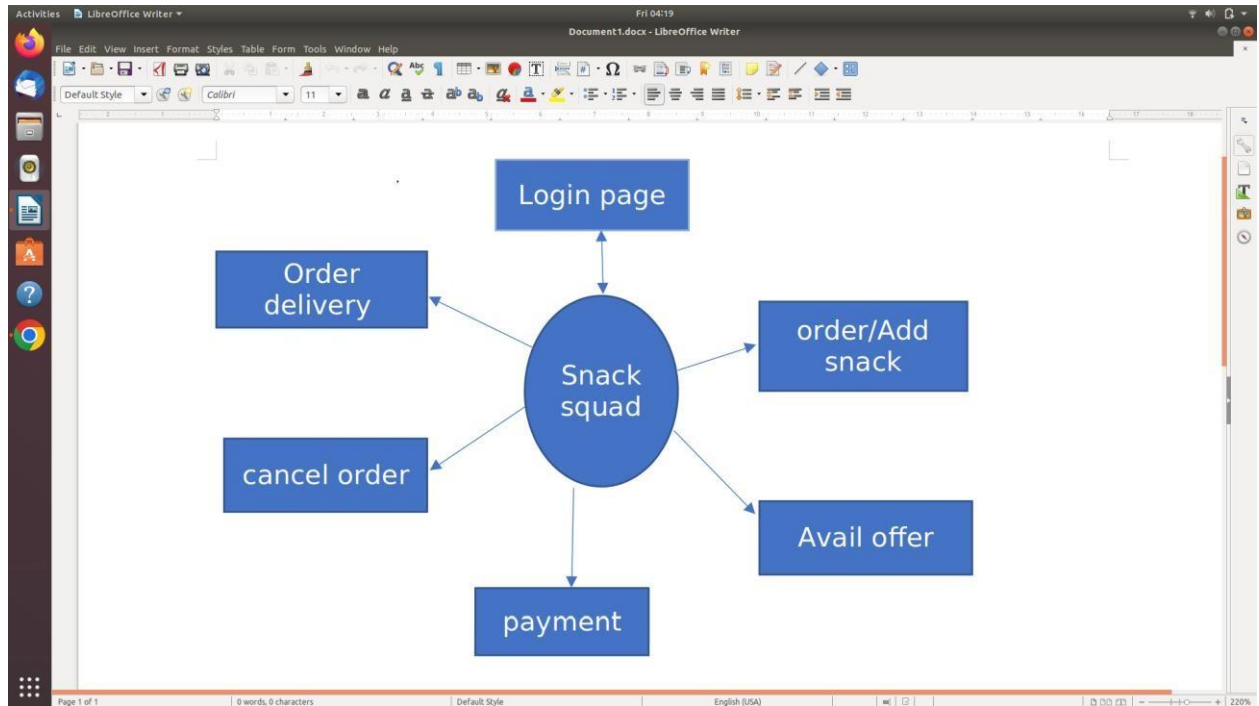 Activities
LibreOffice Writer
Fri 04:19
Document1.docx - LibreOffice Writer
File Edit View Insert Format Styles Table Form Tools Window Help
Default Style
Calibri
11
Login page
Order
delivery
order/Add
snack
Snack
squad
cancel order
Avail offer
payment
Page 1 of 1
0 words, 0 characters
Default Style
English (USA)
220%